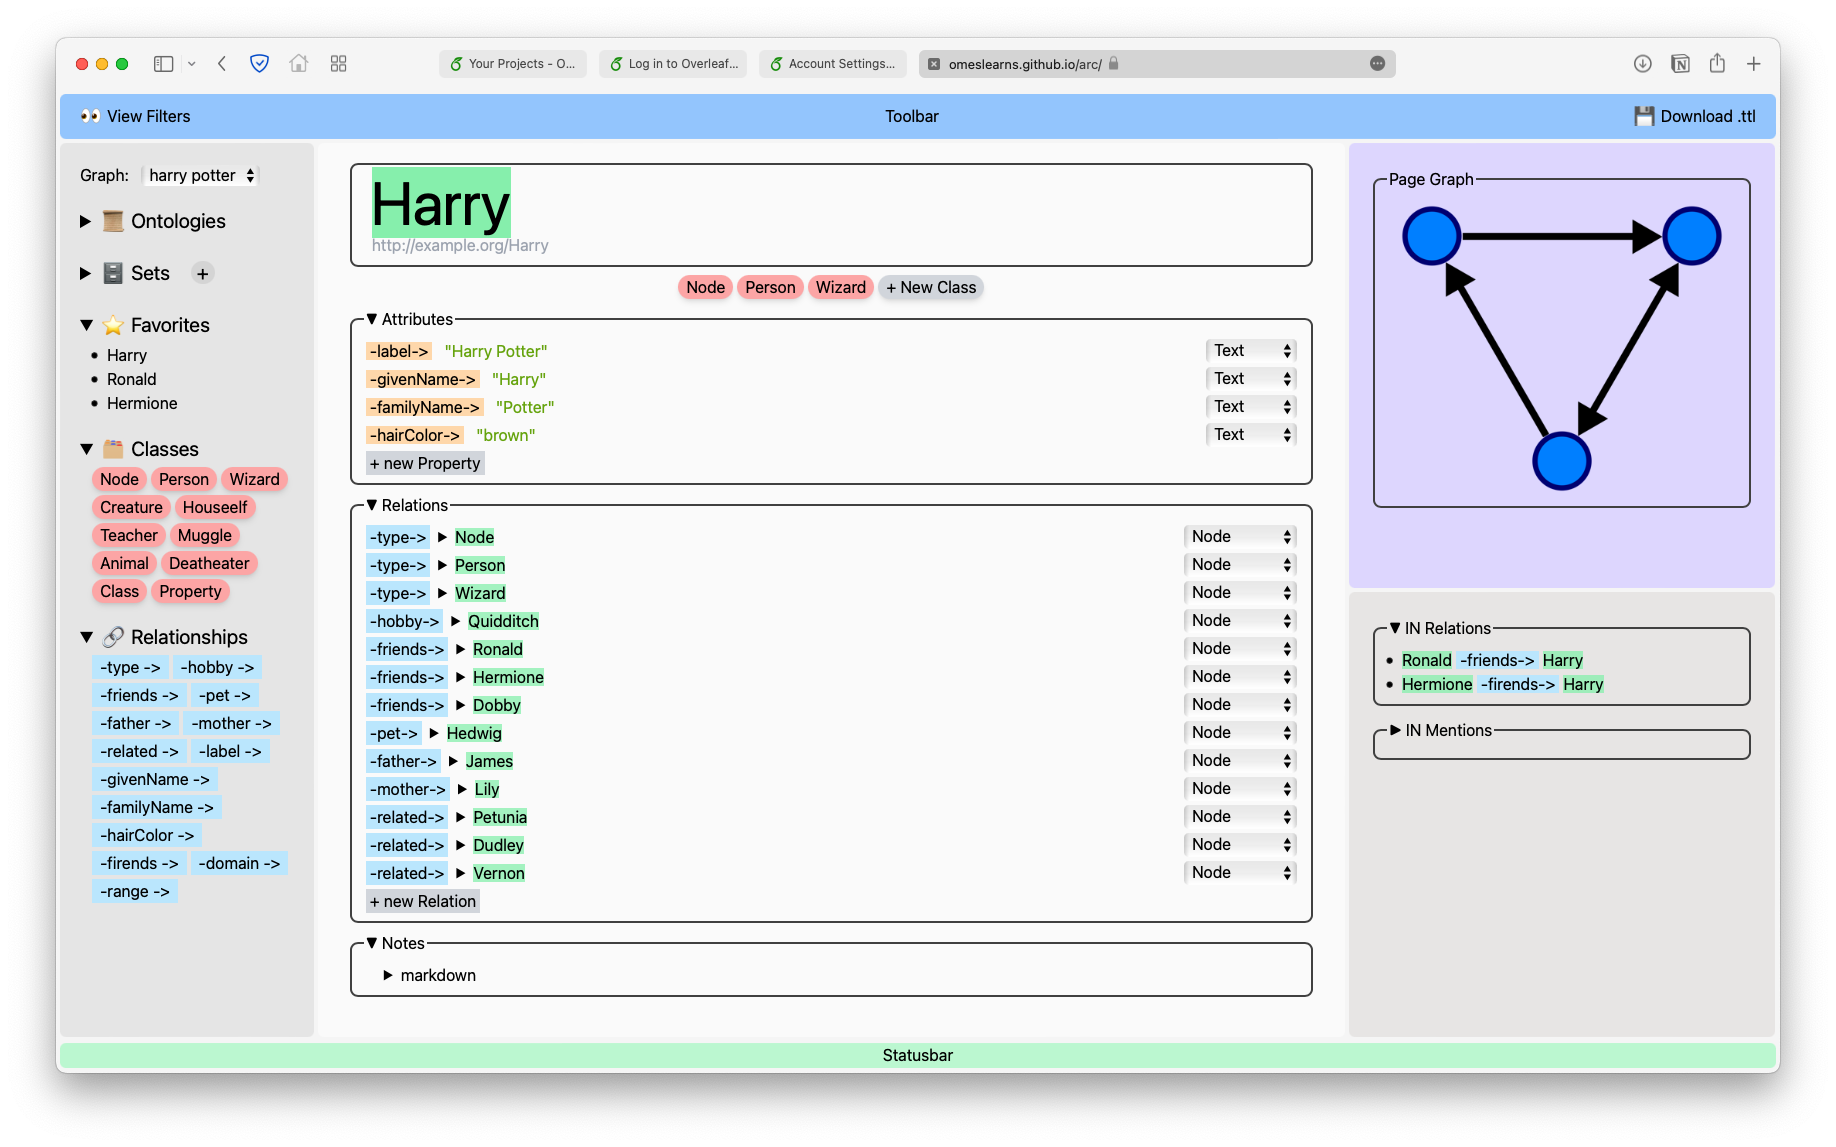 Your Projects - O...
Log in to Overleaf...
Account Settings...
omeslearns.github.io/arc/
👀 View Filters
Toolbar
💾 Download .ttl
Graph: harry potter
▶ 📜 Ontologies
▶ 🗄️ Sets +
▼ ⭐ Favorites
• Harry
• Ronald
• Hermione
▼ 🗂️ Classes
Node Person Wizard
Creature Houseelf
Teacher Muggle
Animal Deatheater
Class Property
▼ 🔗 Relationships
-type -> -hobby ->
-friends -> -pet ->
-father -> -mother ->
-related -> -label ->
-givenName ->
-familyName ->
-hairColor ->
-firends -> -domain ->
-range ->
Harry
http://example.org/Harry
Node Person Wizard + New Class
▼ Attributes
-label-> "Harry Potter" Text
-givenName-> "Harry" Text
-familyName-> "Potter" Text
-hairColor-> "brown" Text
+ new Property
▼ Relations
-type-> ▶ Node Node
-type-> ▶ Person Node
-type-> ▶ Wizard Node
-hobby-> ▶ Quidditch Node
-friends-> ▶ Ronald Node
-friends-> ▶ Hermione Node
-friends-> ▶ Dobby Node
-pet-> ▶ Hedwig Node
-father-> ▶ James Node
-mother-> ▶ Lily Node
-related-> ▶ Petunia Node
-related-> ▶ Dudley Node
-related-> ▶ Vernon Node
+ new Relation
▼ Notes
▶ markdown
Page Graph
▼ IN Relations
• Ronald -friends-> Harry
• Hermione -firends-> Harry
▶ IN Mentions
Statusbar